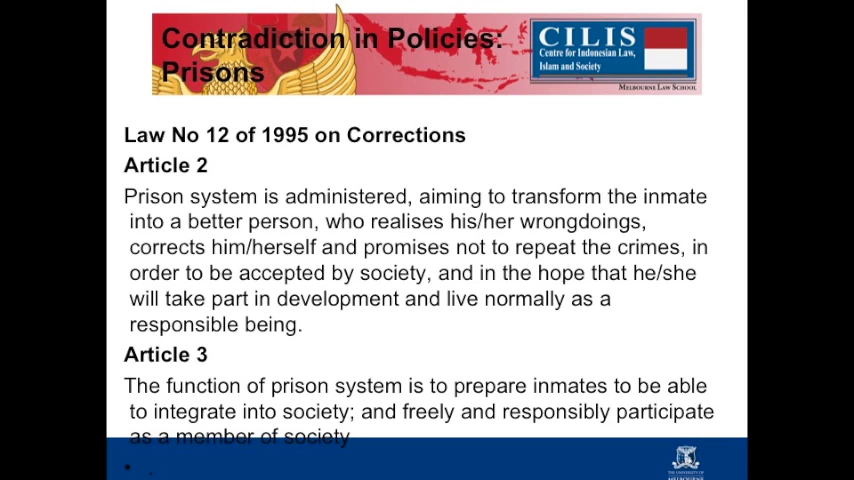 Contradiction in Policies:
Prisons
CILIS
Centre for Indonesian Law,
Islam and Society
MELBOURNE LAW SCHOOL
Law No 12 of 1995 on Corrections
Article 2
Prison system is administered, aiming to transform the inmate
into a better person, who realises his/her wrongdoings,
corrects him/herself and promises not to repeat the crimes, in
order to be accepted by society, and in the hope that he/she
will take part in development and live normally as a
responsible being.
Article 3
The function of prison system is to prepare inmates to be able
to integrate into society; and freely and responsibly participate
as a member of society
• .
THE UNIVERSITY OF
MELBOURNE